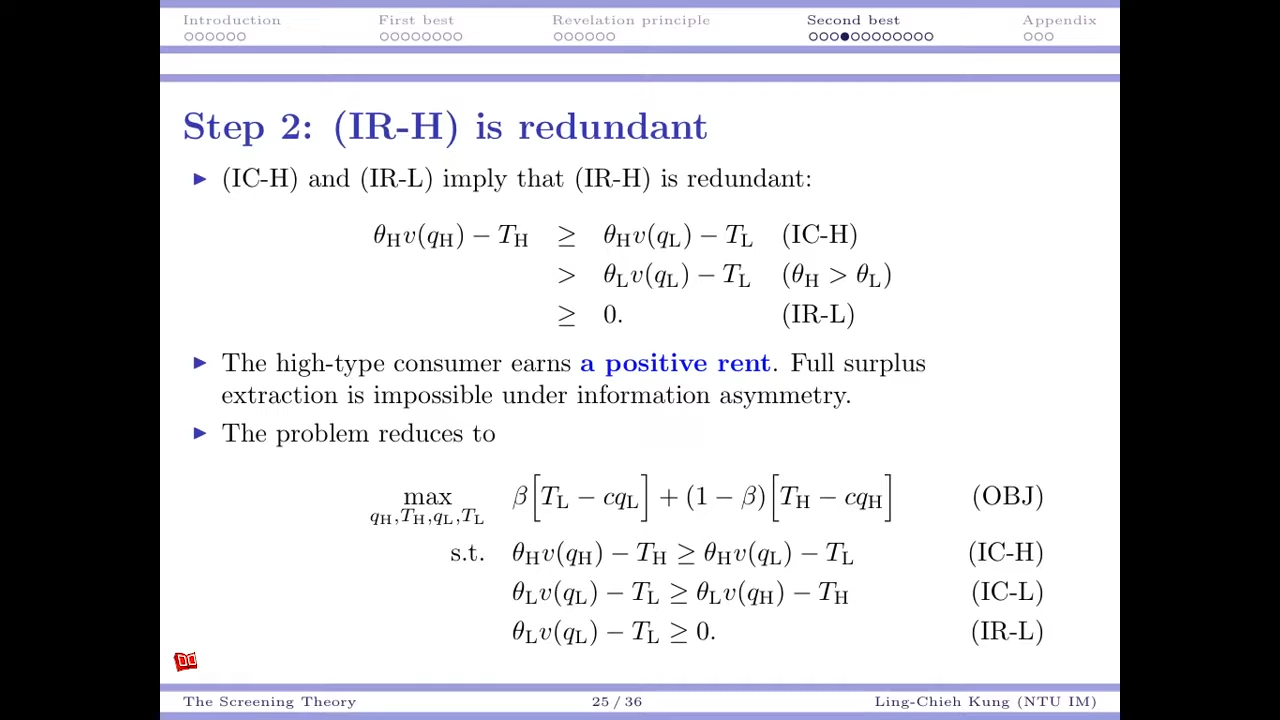 Introduction First best Revelation principle Second best Appendix
Step 2: (IR-H) is redundant
▶ (IC-H) and (IR-L) imply that (IR-H) is redundant:
θ_H v(q_H) − T_H ≥ θ_H v(q_L) − T_L (IC-H)
> θ_L v(q_L) − T_L (θ_H > θ_L)
≥ 0. (IR-L)
▶ The high-type consumer earns a positive rent. Full surplus
extraction is impossible under information asymmetry.
▶ The problem reduces to
max β[T_L − cq_L] + (1 − β)[T_H − cq_H] (OBJ)
q_H,T_H,q_L,T_L
s.t. θ_H v(q_H) − T_H ≥ θ_H v(q_L) − T_L (IC-H)
θ_L v(q_L) − T_L ≥ θ_L v(q_H) − T_H (IC-L)
θ_L v(q_L) − T_L ≥ 0. (IR-L)
The Screening Theory 25 / 36 Ling-Chieh Kung (NTU IM)